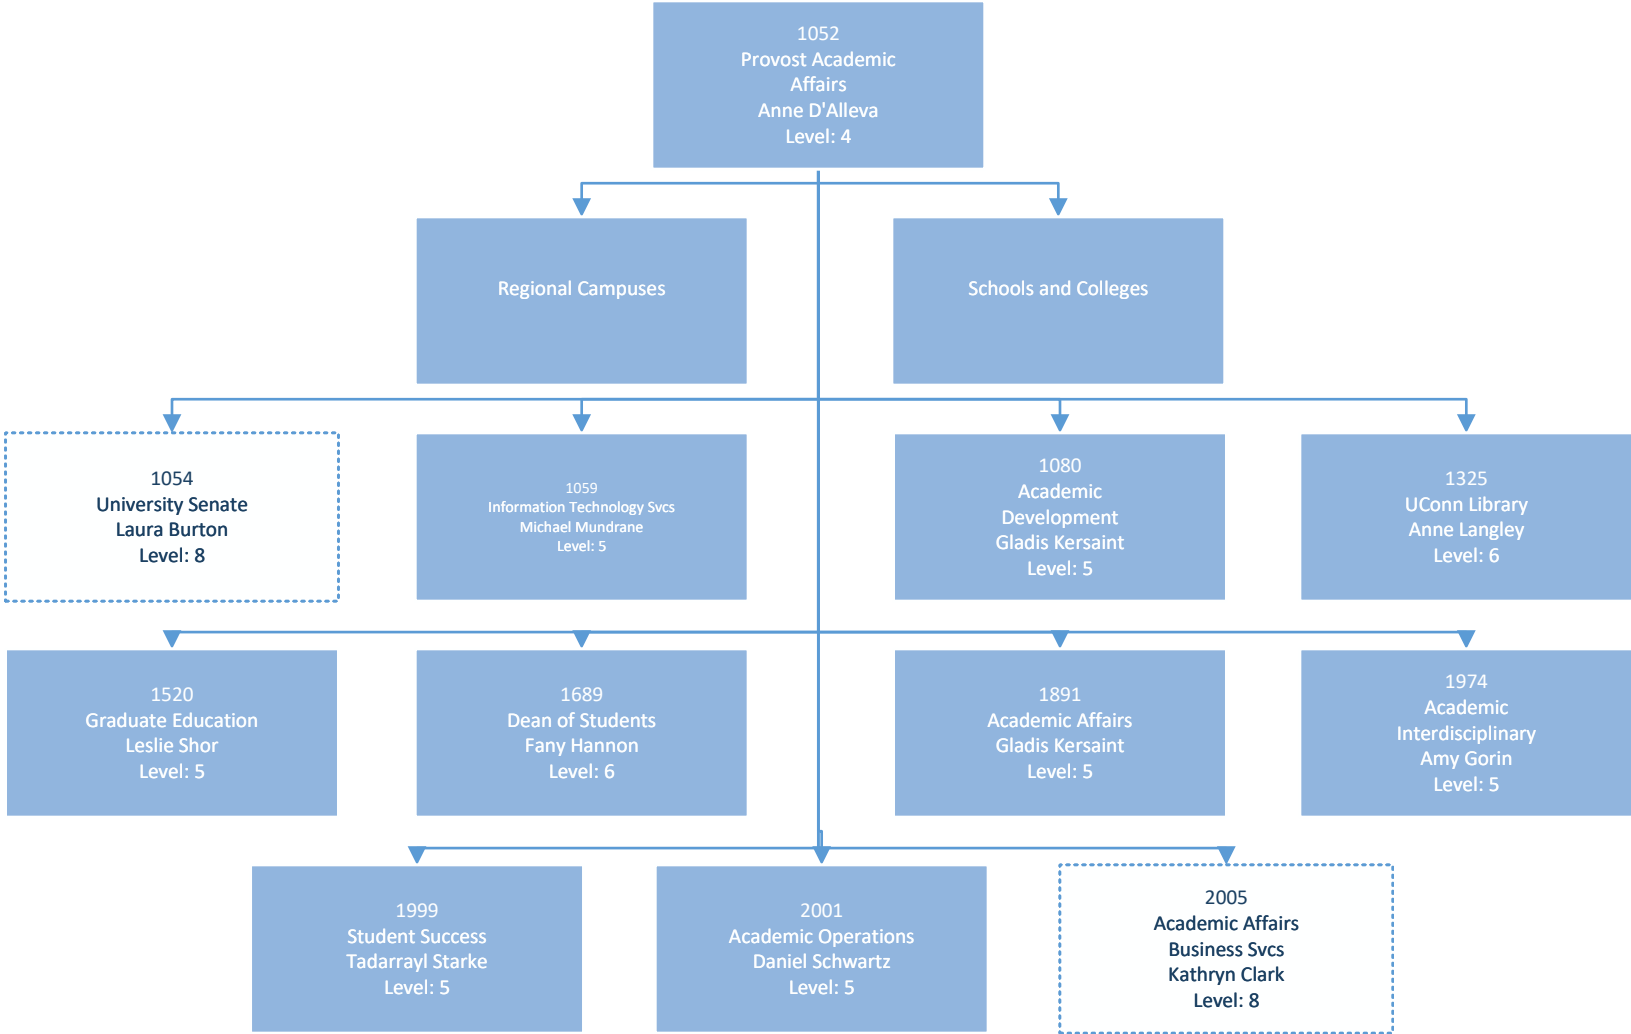 1052
Provost Academic
Affairs
Anne D'Alleva
Level: 4
Regional Campuses
Schools and Colleges
1054
University Senate
Laura Burton
Level: 8
1059
Information Technology Svcs
Michael Mundrane
Level: 5
1080
Academic
Development
Gladis Kersaint
Level: 5
1325
UConn Library
Anne Langley
Level: 6
1520
Graduate Education
Leslie Shor
Level: 5
1689
Dean of Students
Fany Hannon
Level: 6
1891
Academic Affairs
Gladis Kersaint
Level: 5
1974
Academic
Interdisciplinary
Amy Gorin
Level: 5
1999
Student Success
Tadarrayl Starke
Level: 5
2001
Academic Operations
Daniel Schwartz
Level: 5
2005
Academic Affairs
Business Svcs
Kathryn Clark
Level: 8